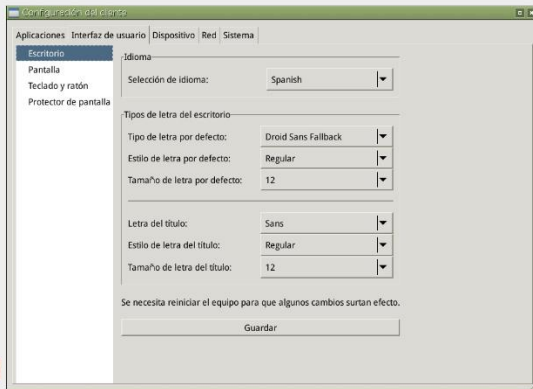 Configuración del cliente
Aplicaciones Interfaz de usuario Dispositivo Red Sistema
Escritorio
Pantalla
Teclado y ratón
Protector de pantalla
Idioma
Selección de idioma: Spanish
Tipos de letra del escritorio
Tipo de letra por defecto: Droid Sans Fallback
Estilo de letra por defecto: Regular
Tamaño de letra por defecto: 12
Letra del título: Sans
Estilo de letra del título: Regular
Tamaño de letra del título: 12
Se necesita reiniciar el equipo para que algunos cambios surtan efecto.
Guardar